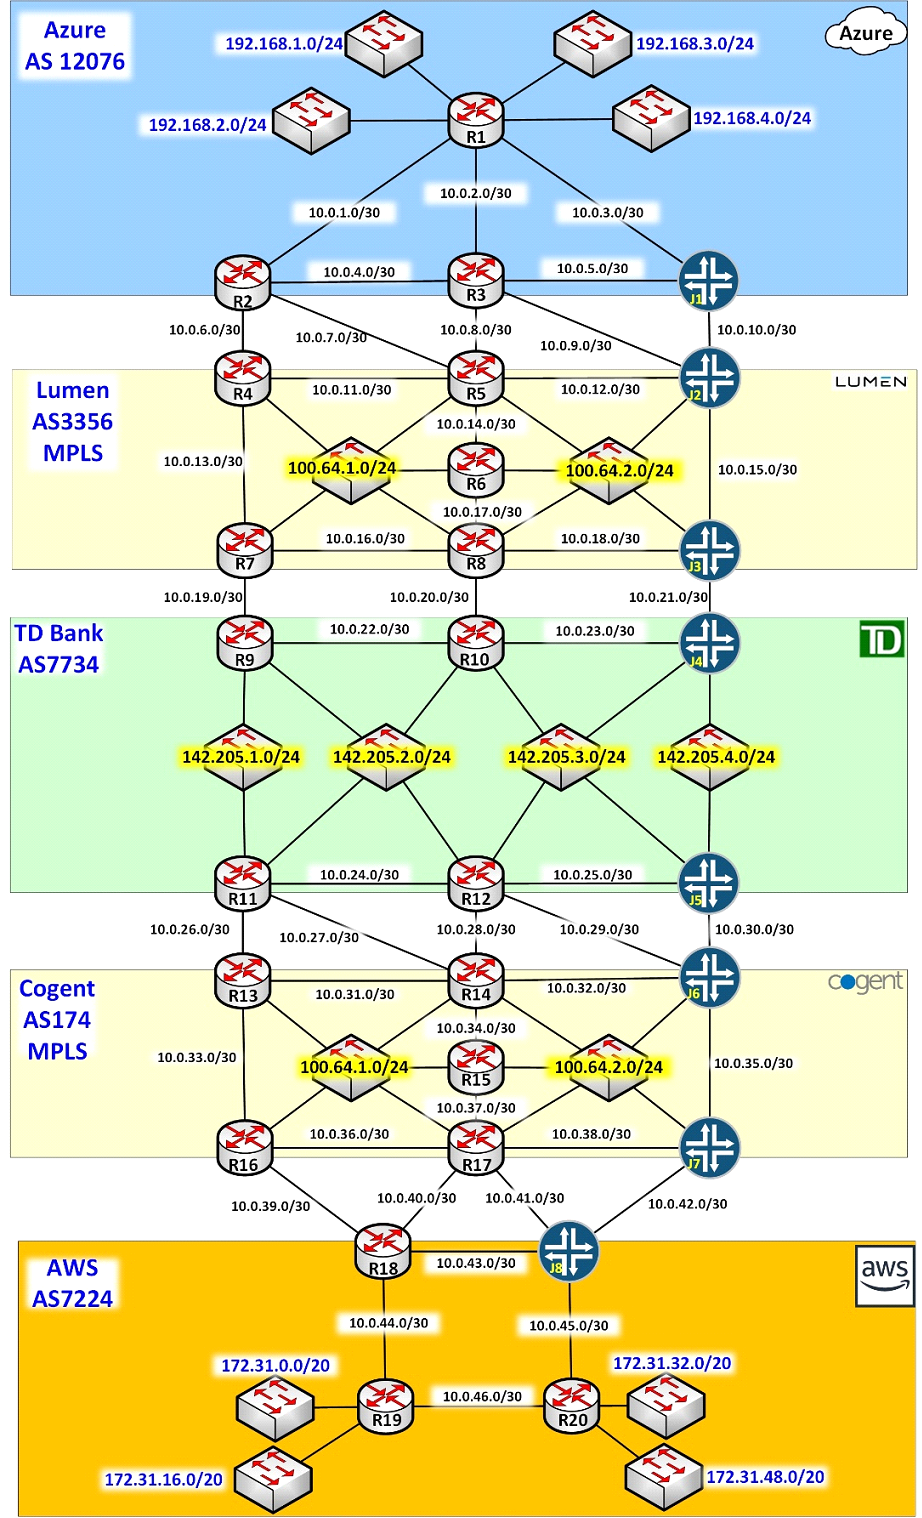 Azure
AS 12076
192.168.1.0/24
192.168.3.0/24
Azure
192.168.2.0/24
192.168.4.0/24
R1
10.0.2.0/30
10.0.1.0/30
10.0.3.0/30
10.0.4.0/30
10.0.5.0/30
R2
R3
J1
10.0.6.0/30
10.0.7.0/30
10.0.8.0/30
10.0.9.0/30
10.0.10.0/30
Lumen
AS3356
MPLS
LUMEN
R4
10.0.11.0/30
R5
10.0.12.0/30
J2
10.0.14.0/30
10.0.13.0/30
100.64.1.0/24
R6
100.64.2.0/24
10.0.15.0/30
10.0.17.0/30
10.0.16.0/30
10.0.18.0/30
R7
R8
J3
10.0.19.0/30
10.0.20.0/30
10.0.21.0/30
TD Bank
AS7734
TD
10.0.22.0/30
10.0.23.0/30
R9
R10
J4
142.205.1.0/24
142.205.2.0/24
142.205.3.0/24
142.205.4.0/24
10.0.24.0/30
10.0.25.0/30
R11
R12
J5
10.0.26.0/30
10.0.27.0/30
10.0.28.0/30
10.0.29.0/30
10.0.30.0/30
Cogent
AS174
MPLS
cogent
R13
10.0.31.0/30
R14
10.0.32.0/30
J6
10.0.34.0/30
10.0.33.0/30
100.64.1.0/24
R15
100.64.2.0/24
10.0.35.0/30
10.0.37.0/30
10.0.36.0/30
10.0.38.0/30
R16
R17
J7
10.0.39.0/30
10.0.40.0/30
10.0.41.0/30
10.0.42.0/30
AWS
AS7224
aws
R18
10.0.43.0/30
J8
10.0.44.0/30
10.0.45.0/30
172.31.0.0/20
172.31.32.0/20
R19
10.0.46.0/30
R20
172.31.16.0/20
172.31.48.0/20